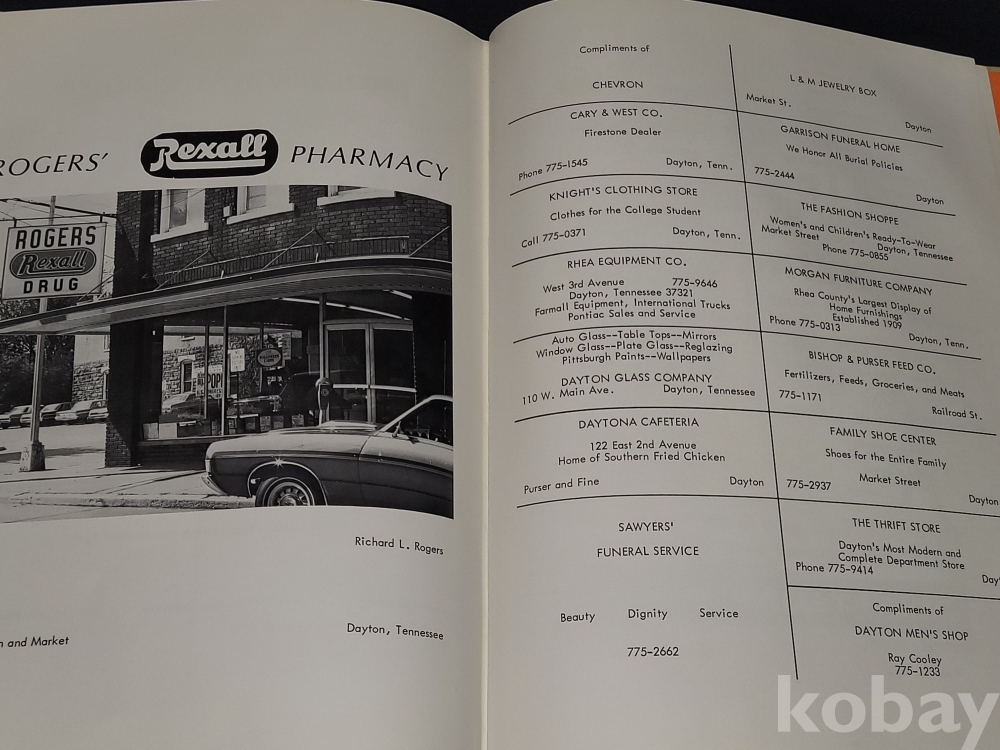 ROGERS' Rexall PHARMACY
ROGERS
Rexall
DRUG
POP
Richard L. Rogers
and Market
Dayton, Tennessee
Compliments of
CHEVRON
CARY & WEST CO.
Firestone Dealer
Phone 775-1545 Dayton, Tenn.
KNIGHT'S CLOTHING STORE
Clothes for the College Student
Call 775-0371 Dayton, Tenn.
RHEA EQUIPMENT CO.
West 3rd Avenue 775-9646
Dayton, Tennessee 37321
Farmall Equipment, International Trucks
Pontiac Sales and Service
Auto Glass--Table Tops--Mirrors
Window Glass--Plate Glass--Reglazing
Pittsburgh Paints--Wallpapers
DAYTON GLASS COMPANY
110 W. Main Ave. Dayton, Tennessee
DAYTONA CAFETERIA
122 East 2nd Avenue
Home of Southern Fried Chicken
Purser and Fine Dayton
SAWYERS'
FUNERAL SERVICE
Beauty Dignity Service
775-2662
L & M JEWELRY BOX
Market St.
Dayton
GARRISON FUNERAL HOME
We Honor All Burial Policies
775-2444
Dayton
THE FASHION SHOPPE
Women's and Children's Ready-To-Wear
Market Street Dayton, Tennessee
Phone 775-0855
MORGAN FURNITURE COMPANY
Rhea County's Largest Display of
Home Furnishings
Established 1909
Phone 775-0313 Dayton, Tenn.
BISHOP & PURSER FEED CO.
Fertilizers, Feeds, Groceries, and Meats
775-1171
Railroad St.
FAMILY SHOE CENTER
Shoes for the Entire Family
Market Street
775-2937 Dayton
THE THRIFT STORE
Dayton's Most Modern and
Complete Department Store
Phone 775-9414 Day
Compliments of
DAYTON MEN'S SHOP
Ray Cooley
775-1233
kobay